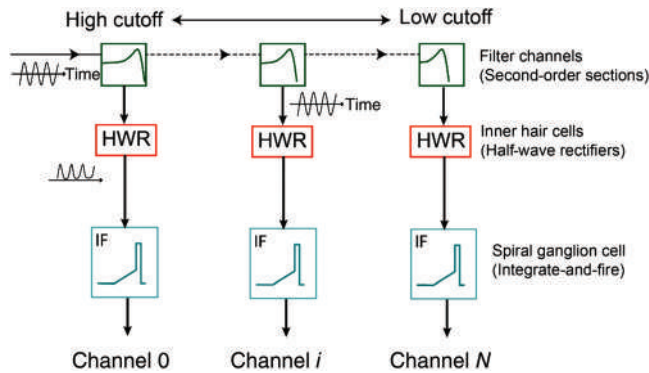 High cutoff
Low cutoff
Time
Filter channels
(Second-order sections)
Time
HWR
HWR
HWR
Inner hair cells
(Half-wave rectifiers)
IF
IF
IF
Spiral ganglion cell
(Integrate-and-fire)
Channel 0
Channel i
Channel N